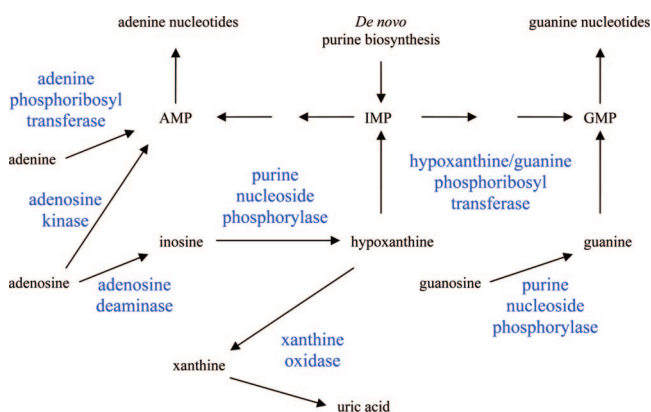 adenine nucleotides
De novo
purine biosynthesis
guanine nucleotides
adenine
phosphoribosyl
transferase
AMP
IMP
GMP
adenine
adenosine
kinase
purine
nucleoside
phosphorylase
hypoxanthine/guanine
phosphoribosyl
transferase
inosine
hypoxanthine
guanine
adenosine
adenosine
deaminase
guanosine
purine
nucleoside
phosphorylase
xanthine
oxidase
xanthine
uric acid